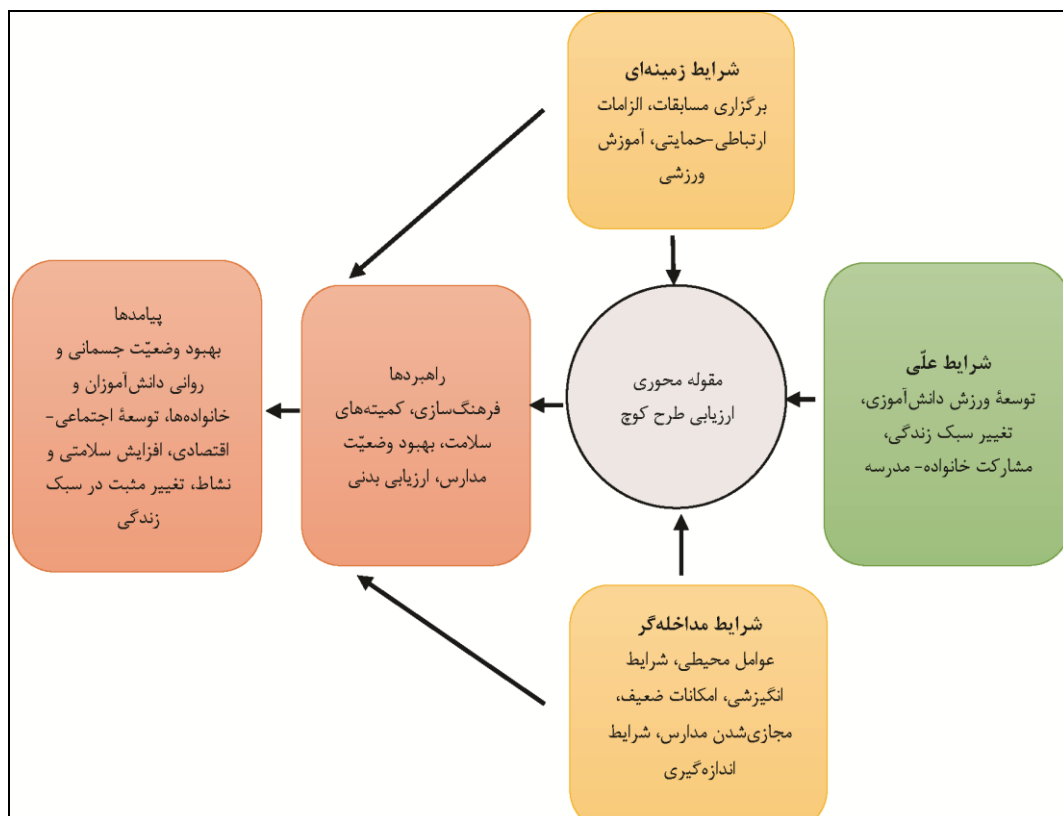 شرایط زمینه‌ای
برگزاری مسابقات، الزامات
ارتباطی-حمایتی، آموزش
ورزشی
شرایط علّی
توسعۀ ورزش دانش‌آموزی،
تغییر سبک زندگی،
مشارکت خانواده- مدرسه
مقوله محوری
ارزیابی طرح کوچ
راهبردها
فرهنگ‌سازی، کمیته‌های
سلامت، بهبود وضعیّت
مدارس، ارزیابی بدنی
پیامدها
بهبود وضعیّت جسمانی و
روانی دانش‌آموزان و
خانواده‌ها، توسعۀ اجتماعی-
اقتصادی، افزایش سلامتی و
نشاط، تغییر مثبت در سبک
زندگی
شرایط مداخله‌گر
عوامل محیطی، شرایط
انگیزشی، امکانات ضعیف،
مجازی‌شدن مدارس، شرایط
اندازه‌گیری